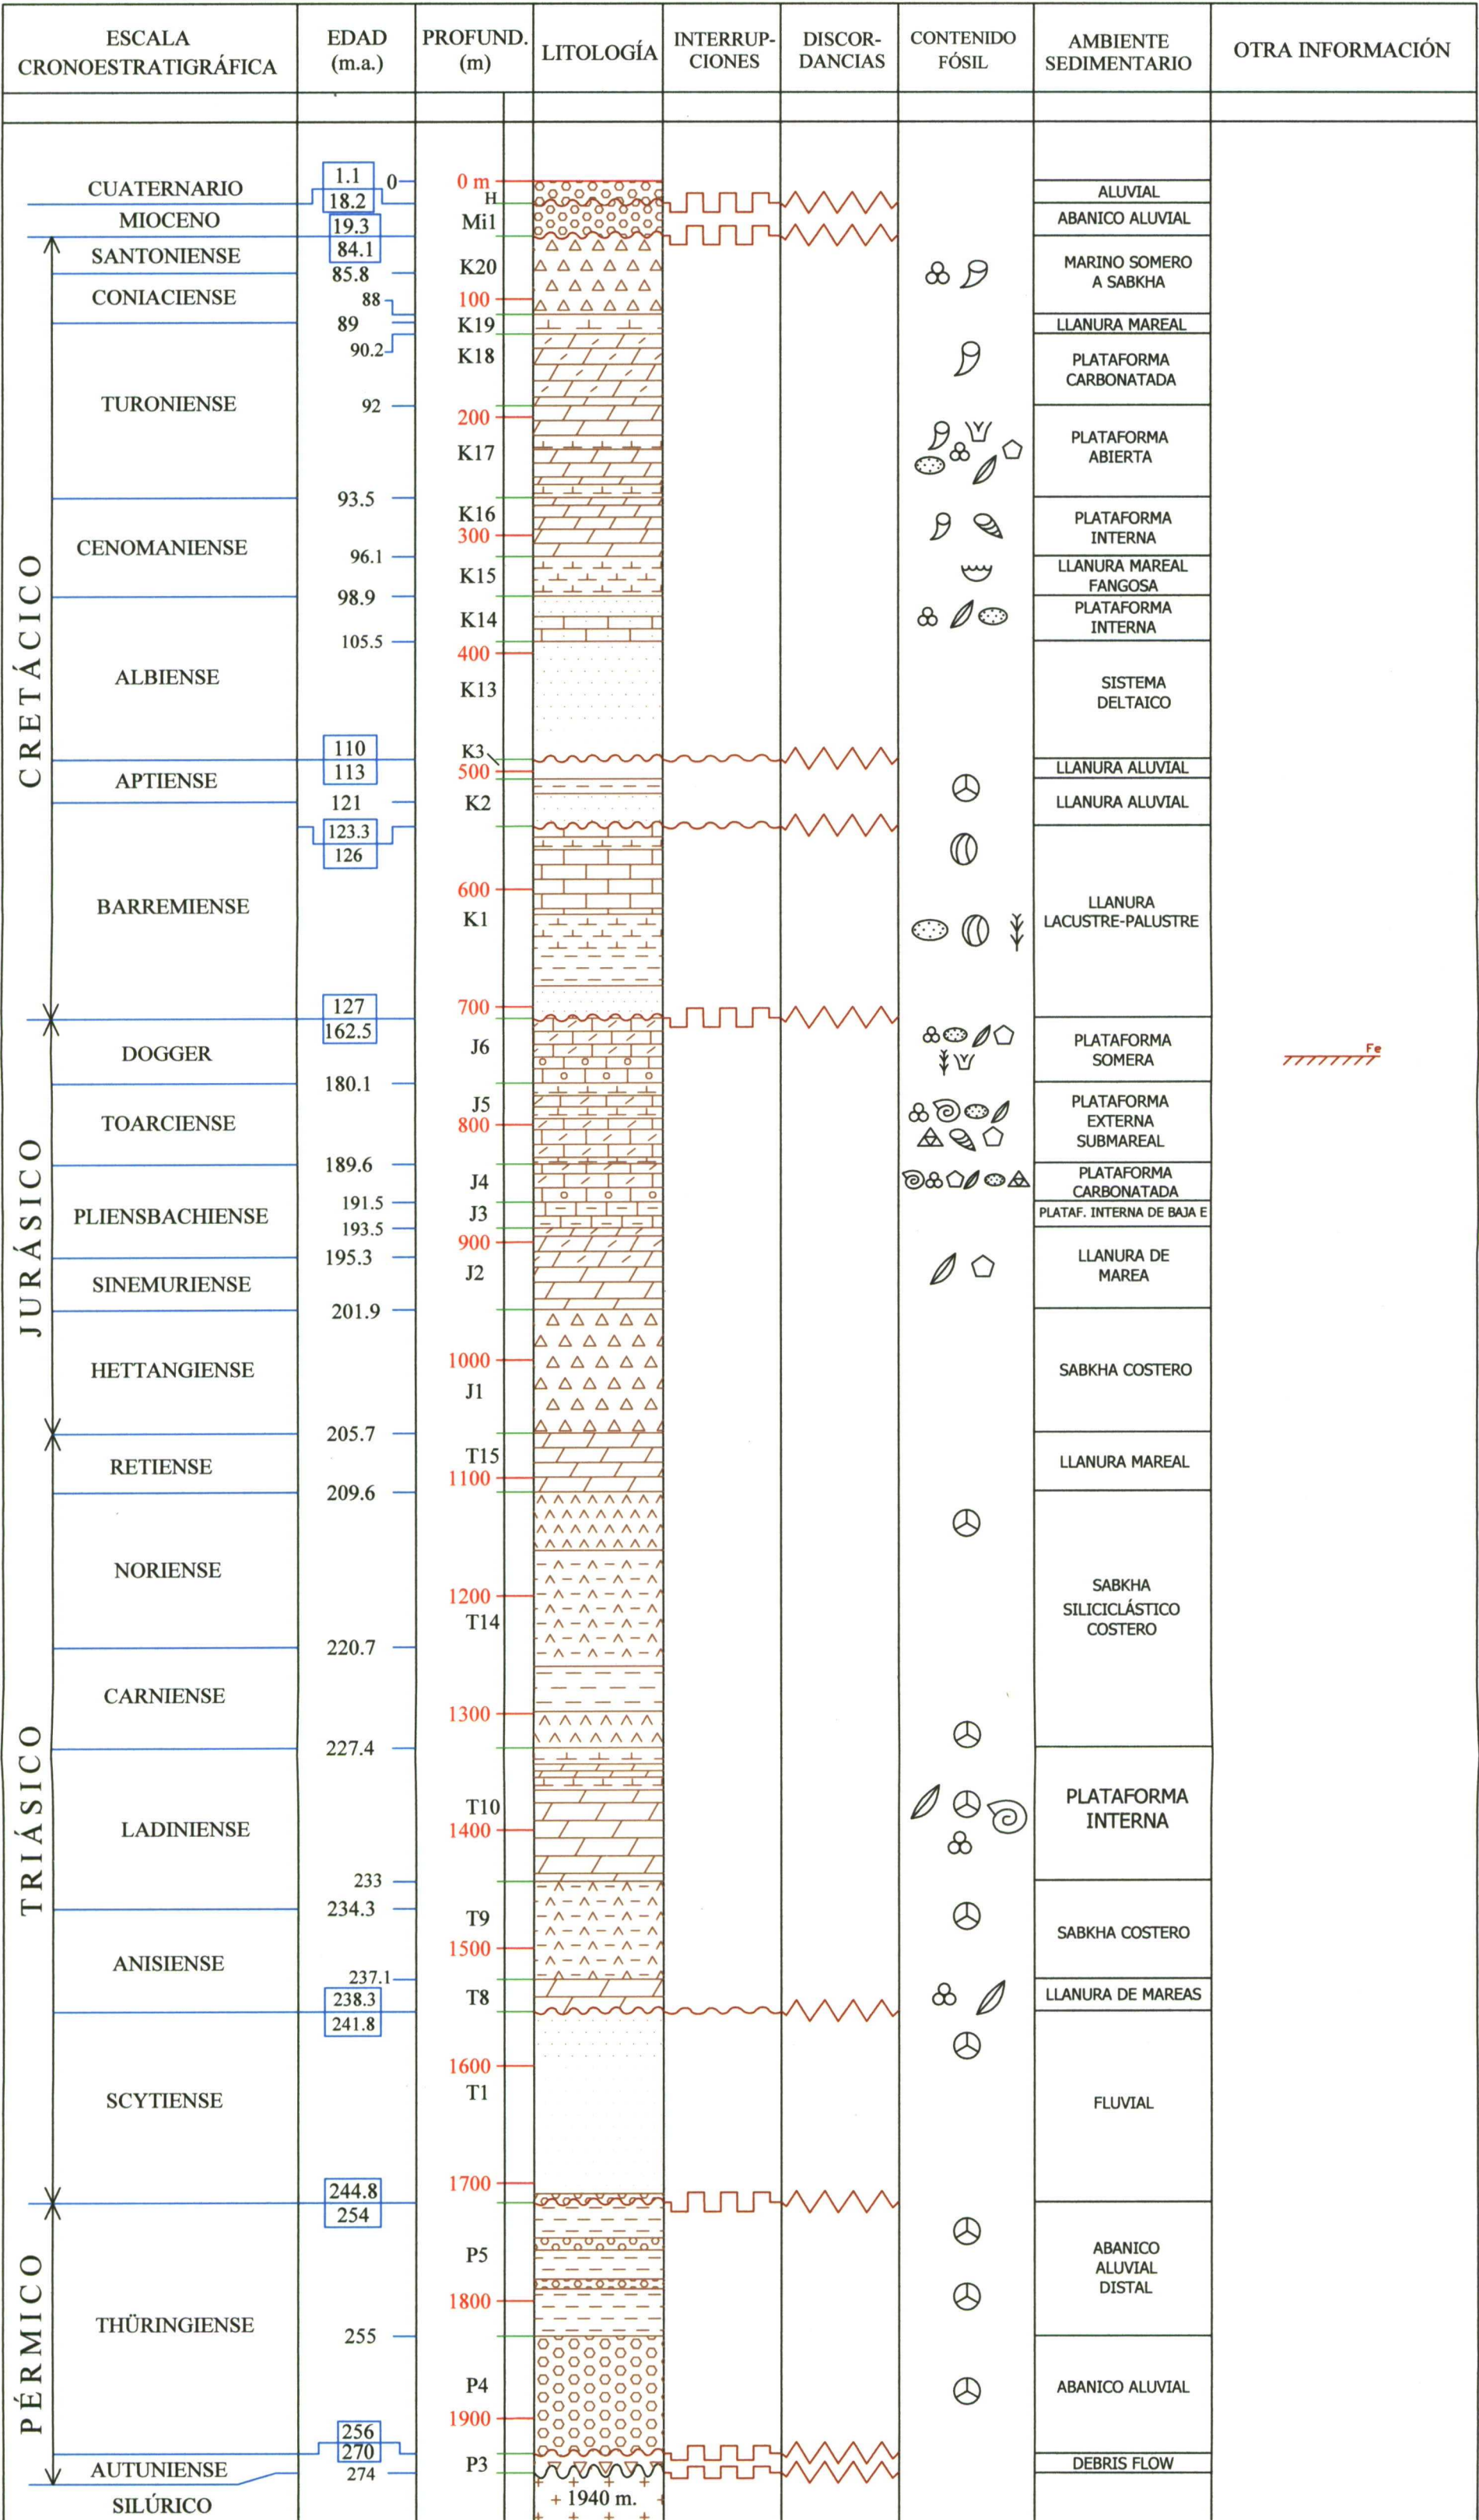 ESCALA
CRONOESTRATIGRÁFICA
EDAD
(m.a.)
PROFUND.
(m)
LITOLOGÍA
INTERRUP-
CIONES
DISCOR-
DANCIAS
CONTENIDO
FÓSIL
AMBIENTE
SEDIMENTARIO
OTRA INFORMACIÓN
CRETÁCICO
JURÁSICO
TRIÁSICO
PÉRMICO
CUATERNARIO
MIOCENO
SANTONIENSE
CONIACIENSE
TURONIENSE
CENOMANIENSE
ALBIENSE
APTIENSE
BARREMIENSE
DOGGER
TOARCIENSE
PLIENSBACHIENSE
SINEMURIENSE
HETTANGIENSE
RETIENSE
NORIENSE
CARNIENSE
LADINIENSE
ANISIENSE
SCYTIENSE
THÜRINGIENSE
AUTUNIENSE
SILÚRICO
1.1
0
18.2
19.3
84.1
85.8
88
89
90.2
92
93.5
96.1
98.9
105.5
110
113
121
123.3
126
127
162.5
180.1
189.6
191.5
193.5
195.3
201.9
205.7
209.6
220.7
227.4
233
234.3
237.1
238.3
241.8
244.8
254
255
256
270
274
0 m
H
Mi1
K20
100
K19
K18
200
K17
K16
300
K15
K14
400
K13
K3
500
K2
600
K1
700
J6
J5
800
J4
J3
900
J2
1000
J1
T15
1100
1200
T14
1300
T10
1400
T9
1500
T8
1600
T1
1700
P5
1800
P4
1900
P3
1940 m.
ALUVIAL
ABANICO ALUVIAL
MARINO SOMERO
A SABKHA
LLANURA MAREAL
PLATAFORMA
CARBONATADA
PLATAFORMA
ABIERTA
PLATAFORMA
INTERNA
LLANURA MAREAL
FANGOSA
PLATAFORMA
INTERNA
SISTEMA
DELTAICO
LLANURA ALUVIAL
LLANURA ALUVIAL
LLANURA
LACUSTRE-PALUSTRE
PLATAFORMA
SOMERA
PLATAFORMA
EXTERNA
SUBMAREAL
PLATAFORMA
CARBONATADA
PLATAF. INTERNA DE BAJA E
LLANURA DE
MAREA
SABKHA COSTERO
LLANURA MAREAL
SABKHA
SILICICLÁSTICO
COSTERO
PLATAFORMA
INTERNA
SABKHA COSTERO
LLANURA DE MAREAS
FLUVIAL
ABANICO
ALUVIAL
DISTAL
ABANICO ALUVIAL
DEBRIS FLOW
Fe